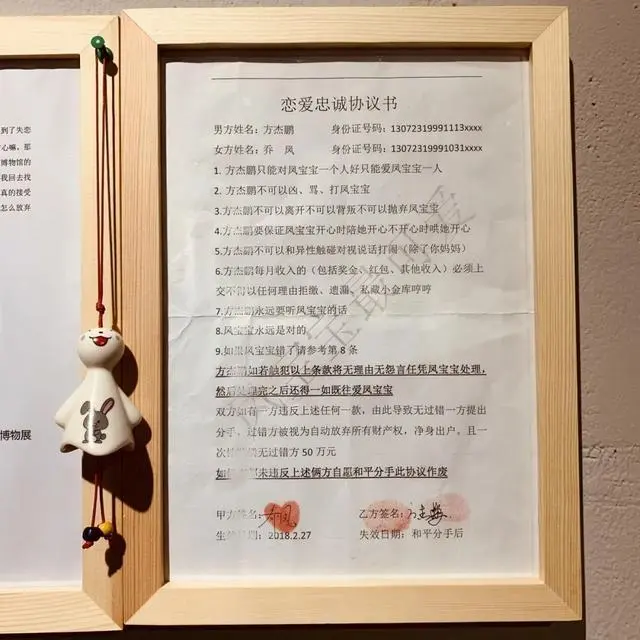 到了失恋
心嘛，那
博物馆的
我回去找
真的接受
怎么放弃
博物展
恋爱忠诚协议书
男方姓名：方杰鹏 身份证号码：13072319991113xxxx
女方姓名：乔 凤 身份证号码：13072319991031xxxx
1. 方杰鹏只能对凤宝宝一个人好只能爱凤宝宝一人
2. 方杰鹏不可以凶、骂、打凤宝宝
3.方杰鹏不可以离开不可以背叛不可以抛弃凤宝宝
4.方杰鹏要保证凤宝宝开心时陪她开心不开心时哄她开心
5.方杰鹏不可以和异性触碰对视说话打闹（除了你妈妈）
6.方杰鹏每月收入的（包括奖金、红包、其他收入）必须上
交不得以任何理由拒缴、遗漏、私藏小金库哼哼
7.方杰鹏永远要听凤宝宝的话
8.凤宝宝永远是对的
9.如果凤宝宝错了请参考第 8 条
方杰鹏如若触犯以上条款将无理由无怨言任凭凤宝宝处理，
然后处理完之后还得一如既往爱凤宝宝
双方如有一方违反上述任何一款，由此导致无过错一方提出
分手，过错方被视为自动放弃所有财产权，净身出户。且一
次性 无过错方 50 万元
如 未违反上述俩方自愿和平分手此协议作废
甲方签名：乔凤 乙方签名：方杰鹏
生效日期：2018.2.27 失效日期：和平分手后
宝宝最可爱